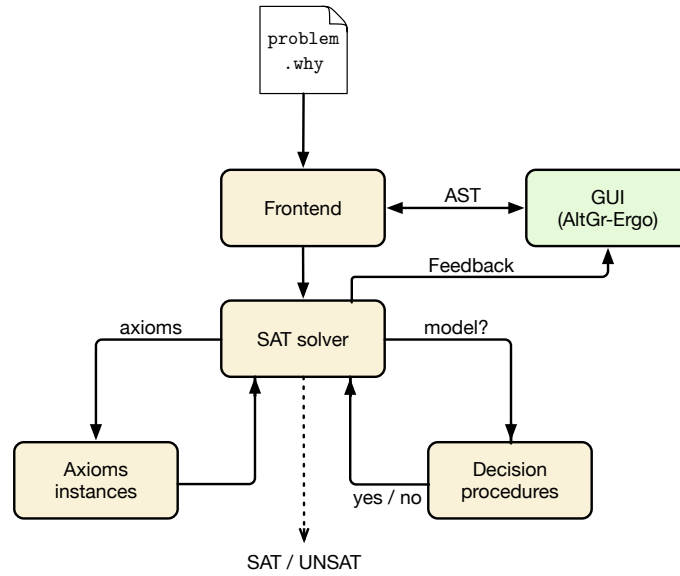 problem
.why
Frontend
AST
GUI
(AltGr-Ergo)
Feedback
axioms
SAT solver
model?
Axioms
instances
Decision
procedures
yes / no
SAT / UNSAT